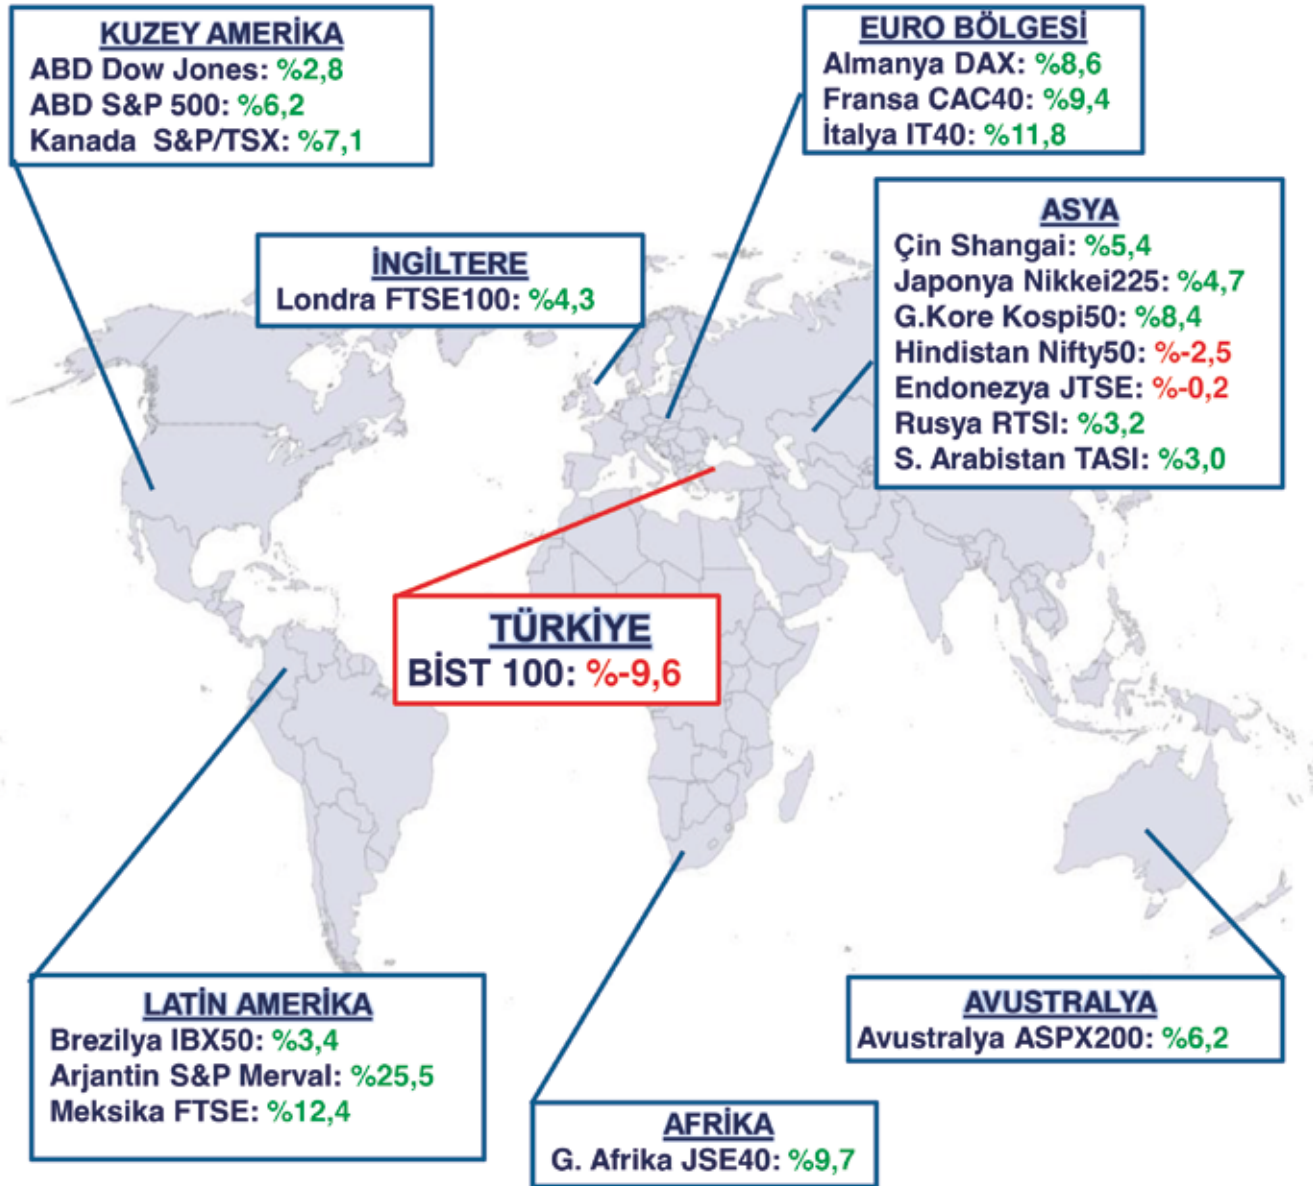 KUZEY AMERİKA
ABD Dow Jones: %2,8
ABD S&P 500: %6,2
Kanada S&P/TSX: %7,1
EURO BÖLGESİ
Almanya DAX: %8,6
Fransa CAC40: %9,4
İtalya IT40: %11,8
ASYA
Çin Shangai: %5,4
Japonya Nikkei225: %4,7
G.Kore Kospi50: %8,4
Hindistan Nifty50: %-2,5
Endonezya JTSE: %-0,2
Rusya RTSI: %3,2
S. Arabistan TASI: %3,0
İNGİLTERE
Londra FTSE100: %4,3
TÜRKİYE
BİST 100: %-9,6
LATİN AMERİKA
Brezilya IBX50: %3,4
Arjantin S&P Merval: %25,5
Meksika FTSE: %12,4
AVUSTRALYA
Avustralya ASPX200: %6,2
AFRİKA
G. Afrika JSE40: %9,7